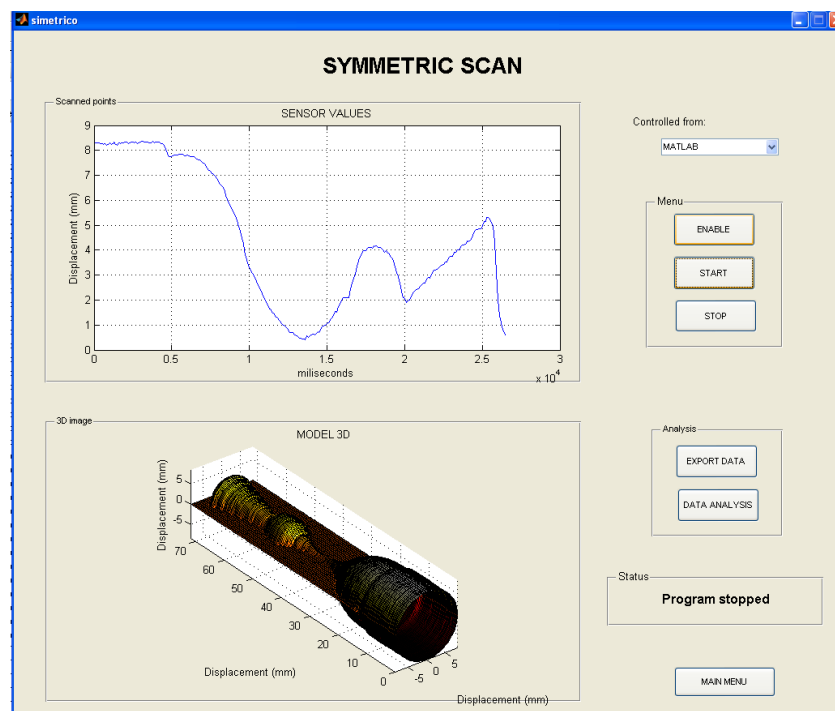 simetrico
SYMMETRIC SCAN
Scanned points
SENSOR VALUES
9
8
7
6
5
4
3
2
1
0
Displacement (mm)
0 0.5 1 1.5 2 2.5 3
miliseconds
x 10^4
Controlled from:
MATLAB
Menu
ENABLE
START
STOP
3D image
MODEL 3D
5
0
-5
Displacement (mm)
70
60
50
40
30
20
10
0
Displacement (mm)
-5 0 5
Displacement (mm)
Analysis
EXPORT DATA
DATA ANALYSIS
Status
Program stopped
MAIN MENU